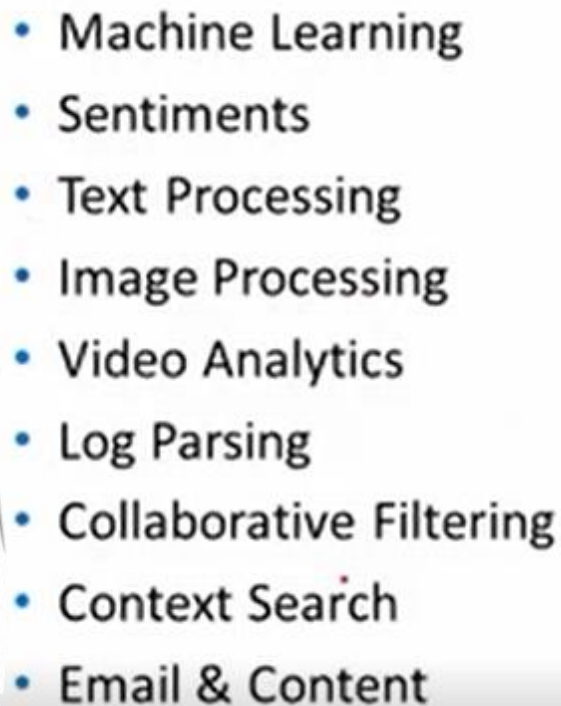 • Machine Learning
• Sentiments
• Text Processing
• Image Processing
• Video Analytics
• Log Parsing
• Collaborative Filtering
• Context Search
• Email & Content